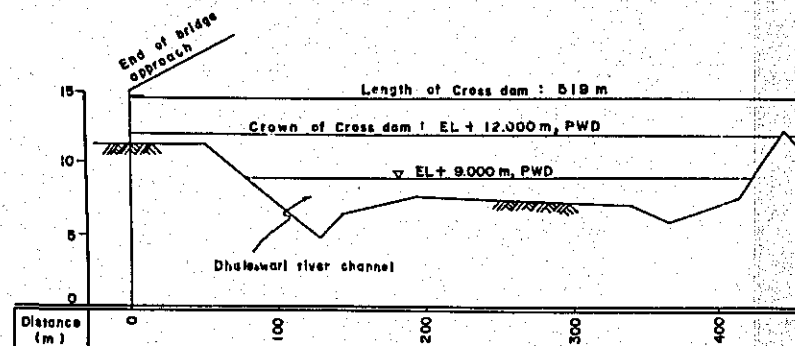 End of bridge
approach
15
Length of Cross dam : 519 m
Crown of Cross dam : EL + 12.000 m, PWD
10
EL + 9.000 m, PWD
5
Dhaleswari river channel
0
Distance
(m)
0
100
200
300
400